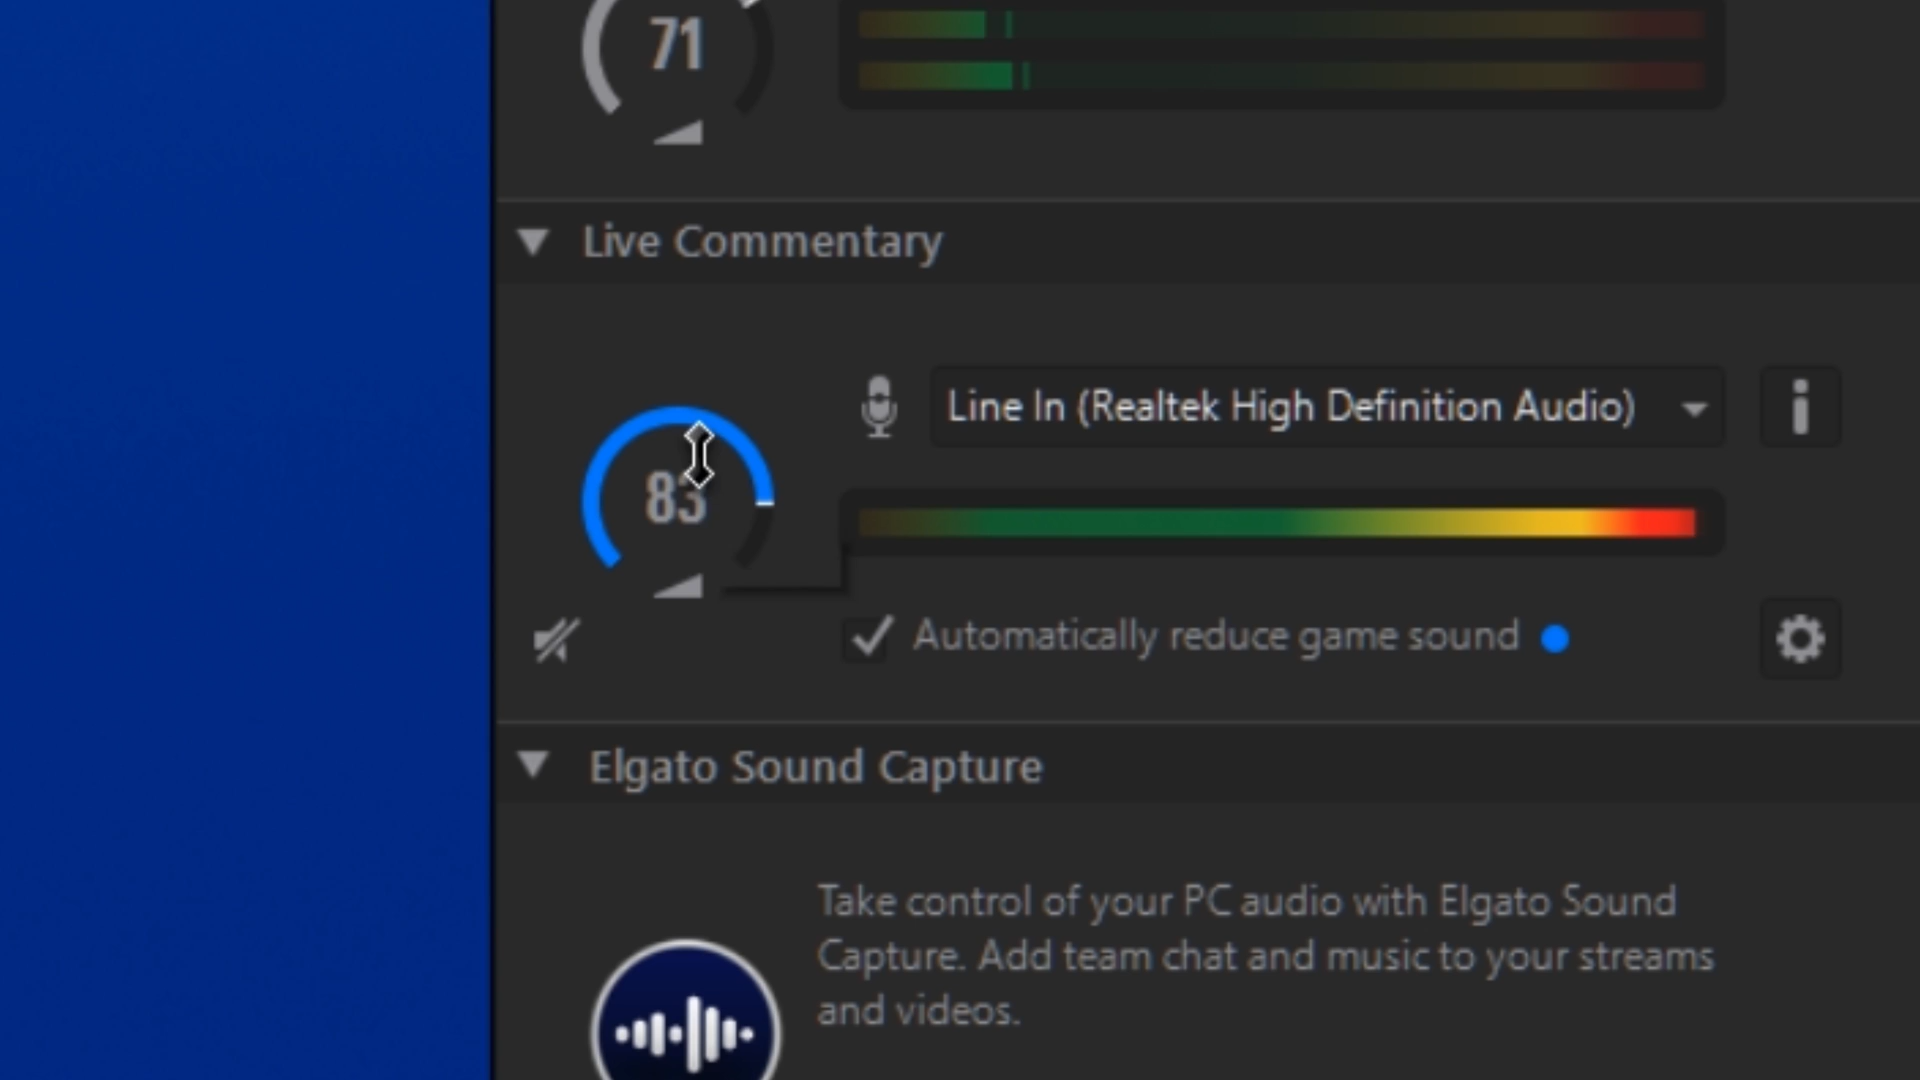 71
Live Commentary
Line In (Realtek High Definition Audio)
83
Automatically reduce game sound
Elgato Sound Capture
Take control of your PC audio with Elgato Sound
Capture. Add team chat and music to your streams
and videos.